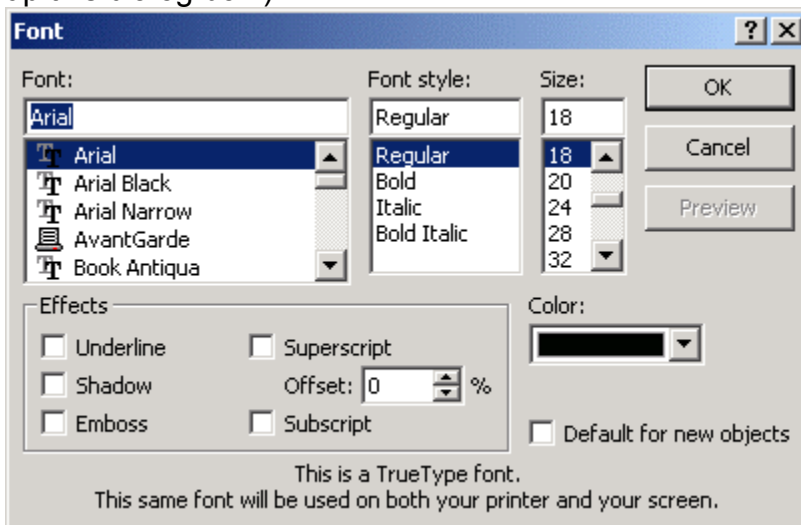 Font
Font: Font style: Size:
Arial Regular 18
Arial Regular 18
Arial Black Bold 20
Arial Narrow Italic 24
AvantGarde Bold Italic 28
Book Antiqua 32
OK
Cancel
Preview
Effects
Underline Superscript
Shadow Offset: 0 %
Emboss Subscript
Color:
Default for new objects
This is a TrueType font.
This same font will be used on both your printer and your screen.